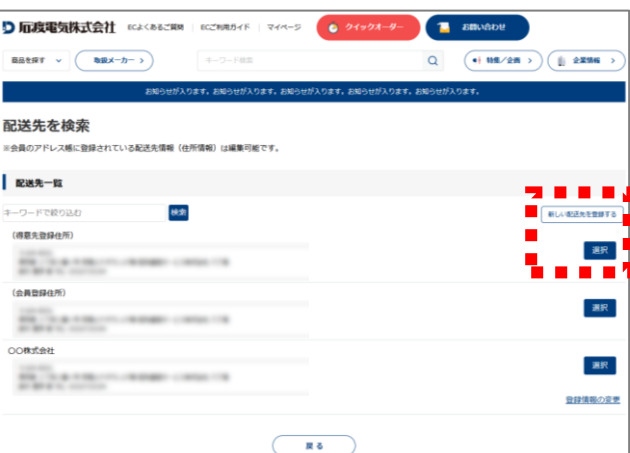 ECよくあるご質問 ECご利用ガイド マイページ クイックオーダー お問い合わせ
商品を探す 取扱メーカー キーワード検索 特集/企画 企業情報
お知らせが入ります。お知らせが入ります。お知らせが入ります。お知らせが入ります。お知らせが入ります。
配送先を検索
※会員のアドレス帳に登録されている配送先情報（住所情報）は編集可能です。
配送先一覧
キーワードで絞り込む 検索 新しい配送先を登録する
（得意先登録住所）
選択
（会員登録住所）
選択
〇〇株式会社
選択
登録情報の変更
戻る